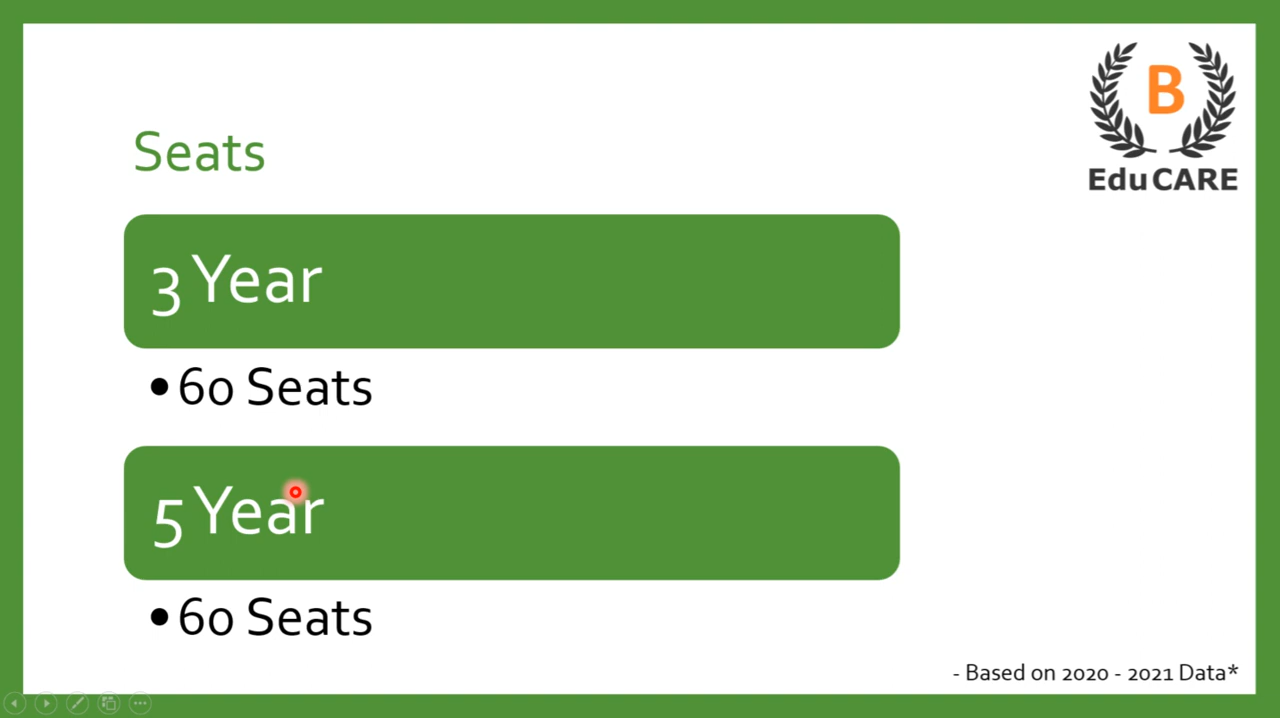 B
EduCARE
Seats
3 Year
•60 Seats
5 Year
•60 Seats
- Based on 2020 - 2021 Data*